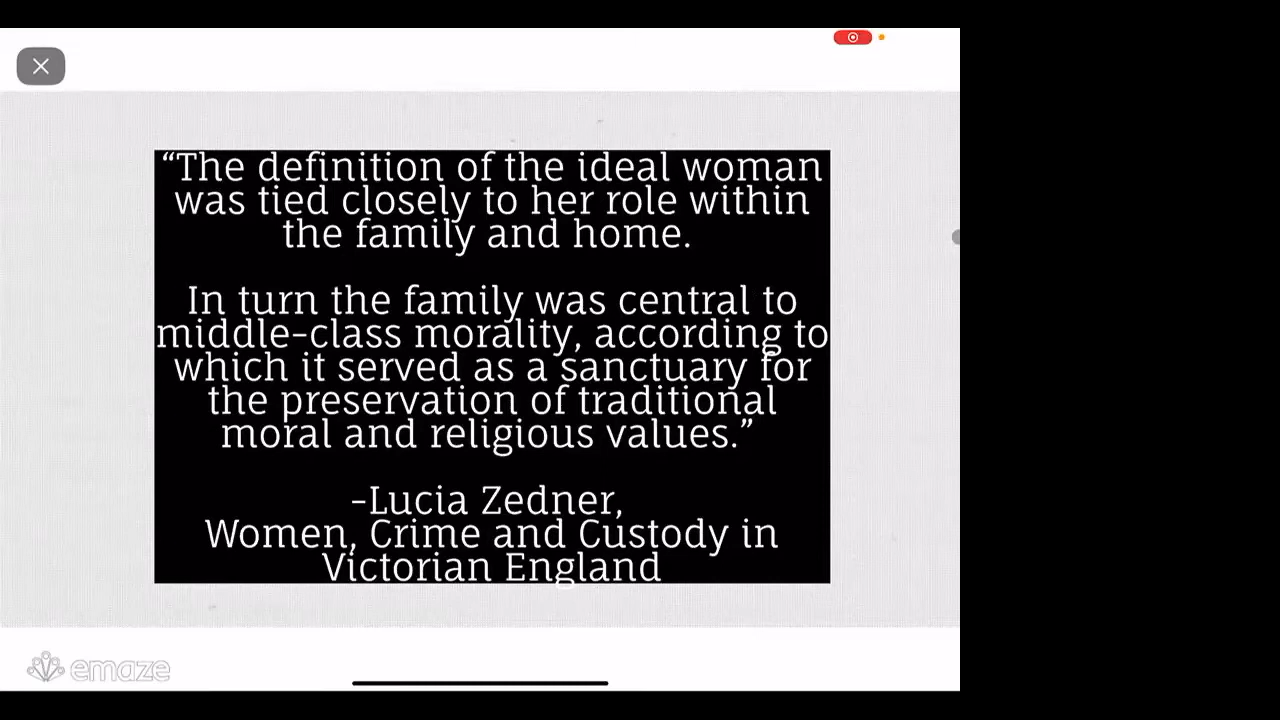 “The definition of the ideal woman
was tied closely to her role within
the family and home.
In turn the family was central to
middle-class morality, according to
which it served as a sanctuary for
the preservation of traditional
moral and religious values.”
-Lucia Zedner,
Women, Crime and Custody in
Victorian England
emaze